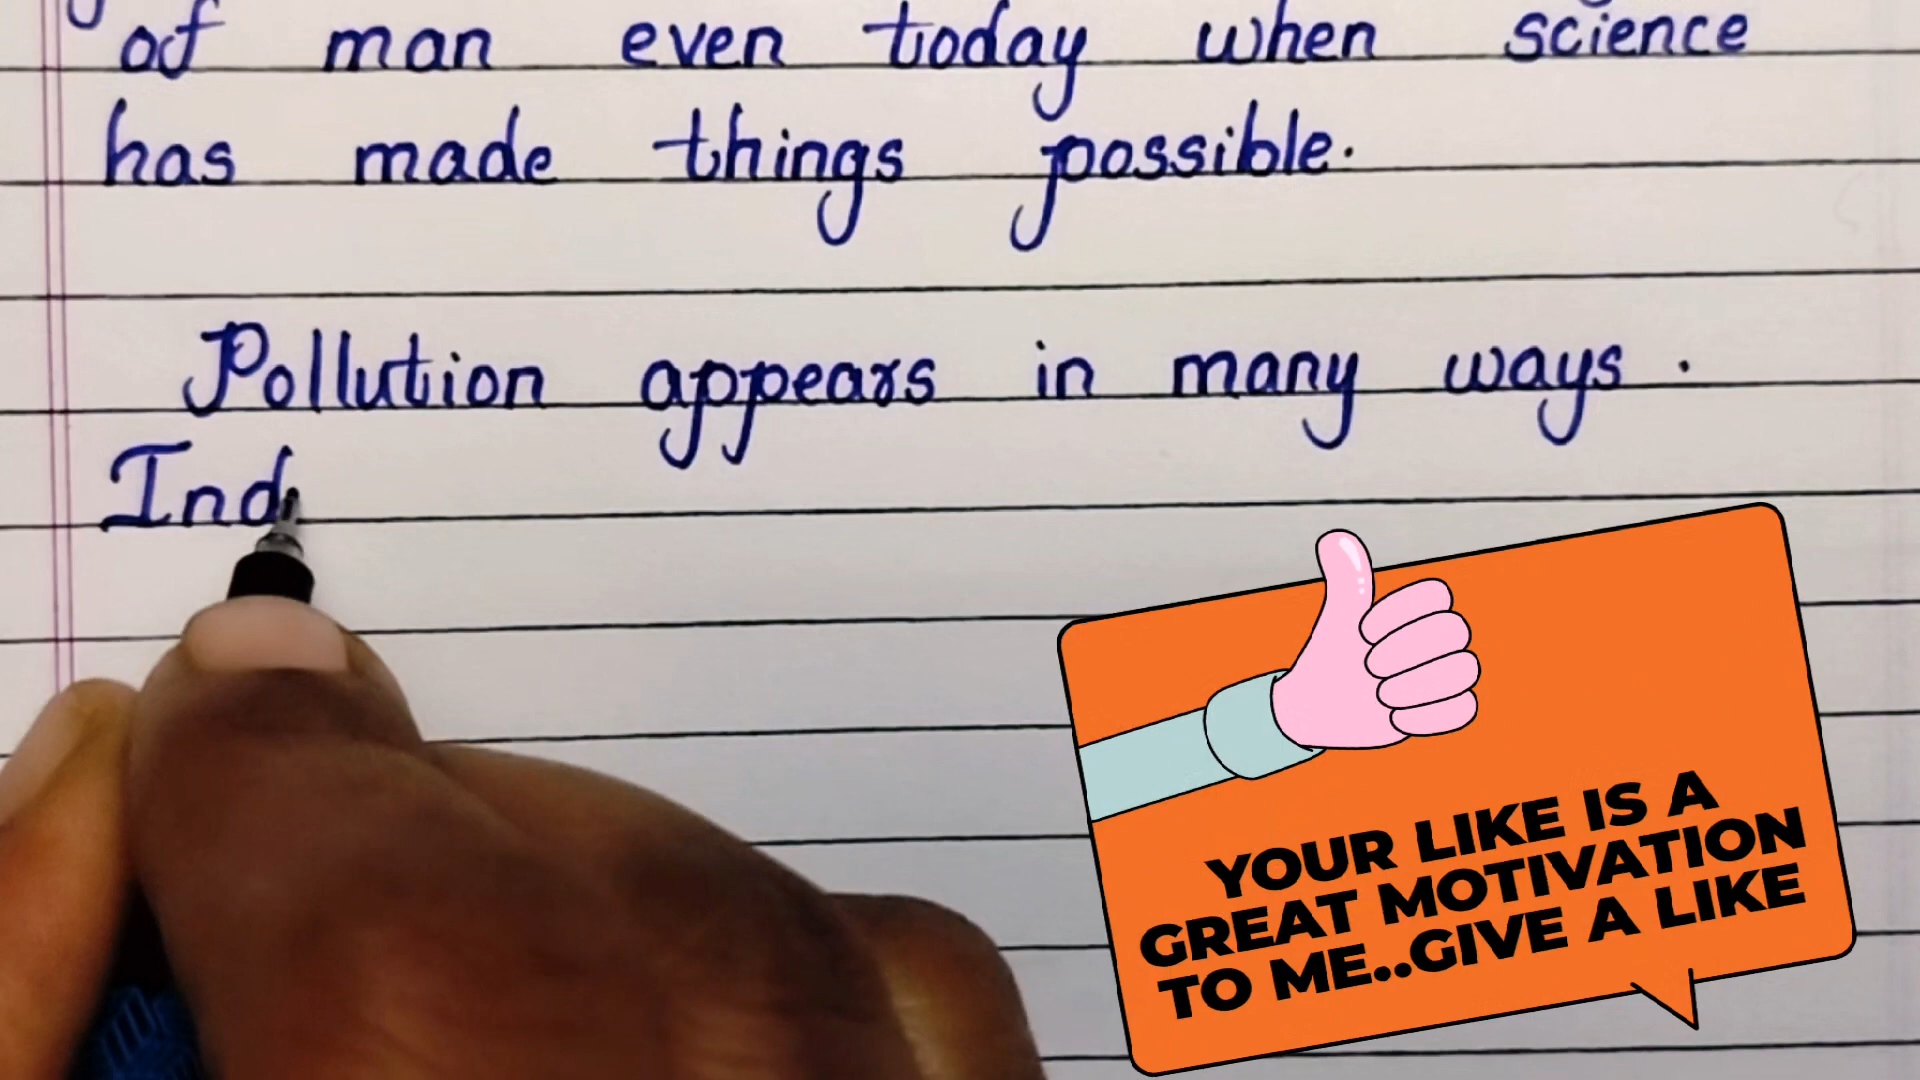 of man even today when science
has made things possible.
Pollution appears in many ways.
Ind
YOUR LIKE IS A
GREAT MOTIVATION
TO ME..GIVE A LIKE